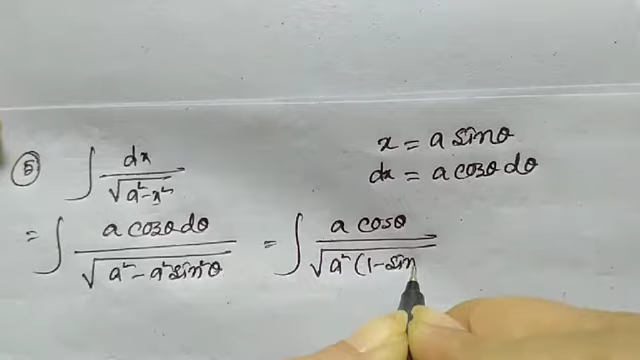 ⑤ ∫ dx / √(a² - x²)
x = a sinθ
dx = a cosθ dθ
= ∫ a cosθ dθ / √(a² - a² sin²θ) = ∫ a cosθ / √(a² (1 - sin